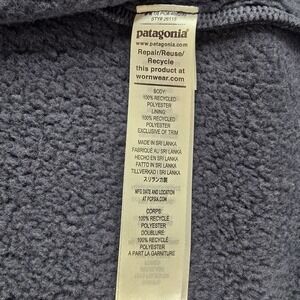 patagonia®
www.patagonia.com
Repair/Reuse/
Recycle
this product at
wornwear.com
BODY:
100% RECYCLED
POLYESTER
LINING:
100% RECYCLED
POLYESTER
EXCLUSIVE OF TRIM
MADE IN SRI LANKA
FABRIQUÉ AU SRI LANKA
HECHO EN SRI LANKA
FATTO IN SRI LANKA
TILLVERKAD I SRI LANKA
スリランカ製
MFG DATE AND LOCATION
AT PCFSIA.COM
CORPS:
100% RECYCLÉ
POLYESTER
DOUBLURE:
100% RECYCLÉ
POLYESTER
À PART LA GARNITURE